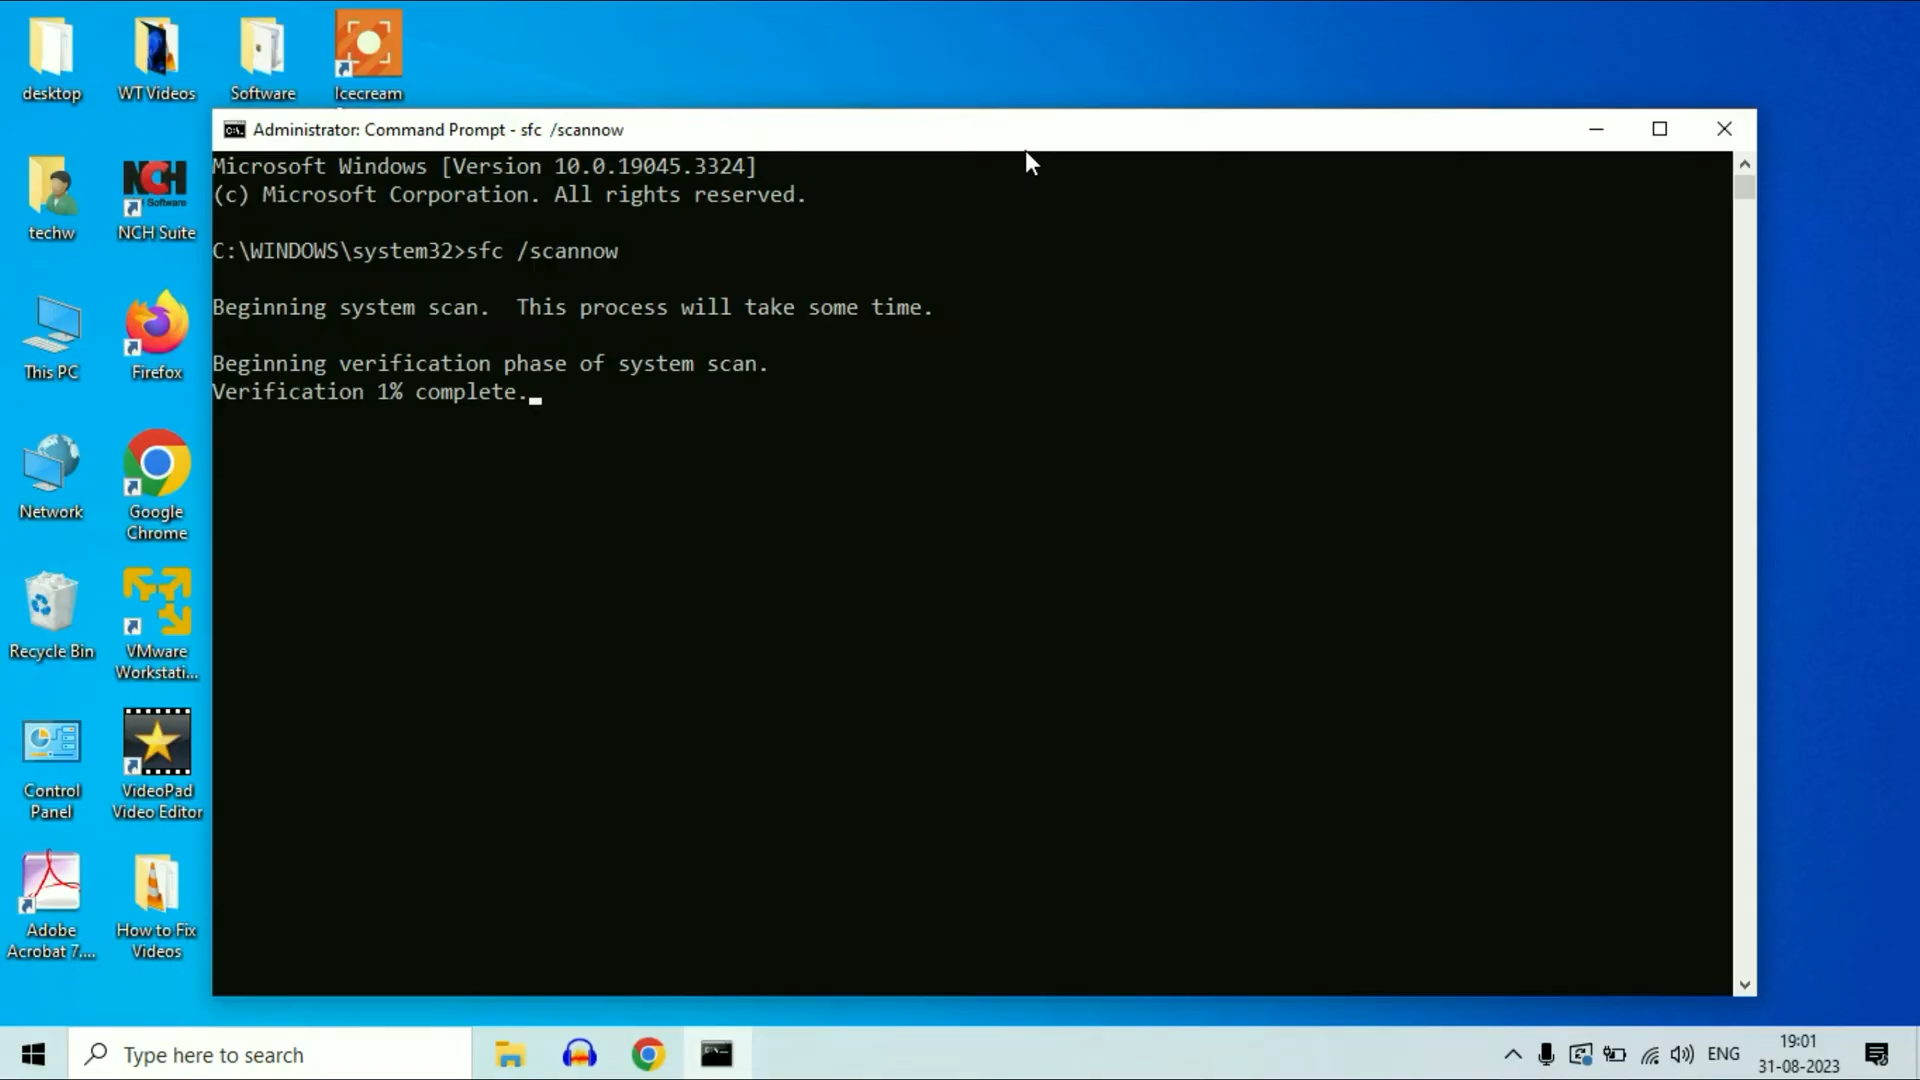 desktop
WT Videos
Software
Icecream
Administrator: Command Prompt - sfc  /scannow
Microsoft Windows [Version 10.0.19045.3324]
(c) Microsoft Corporation. All rights reserved.
C:\WINDOWS\system32>sfc /scannow
Beginning system scan.  This process will take some time.
Beginning verification phase of system scan.
Verification 1% complete.
techw
NCH
Software
NCH Suite
This PC
Firefox
Network
Google
Chrome
Recycle Bin
VMware
Workstati...
Control
Panel
VideoPad
Video Editor
Adobe
Acrobat 7....
How to Fix
Videos
Type here to search
ENG
19:01
31-08-2023